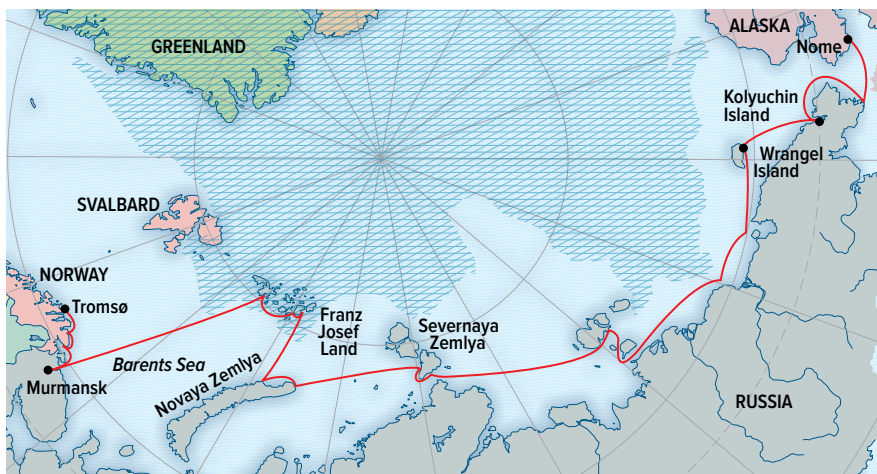 GREENLAND
ALASKA
Nome
Kolyuchin
Island
Wrangel
Island
SVALBARD
NORWAY
Tromsø
Franz
Josef
Land
Severnaya
Zemlya
Barents Sea
Novaya Zemlya
Murmansk
RUSSIA